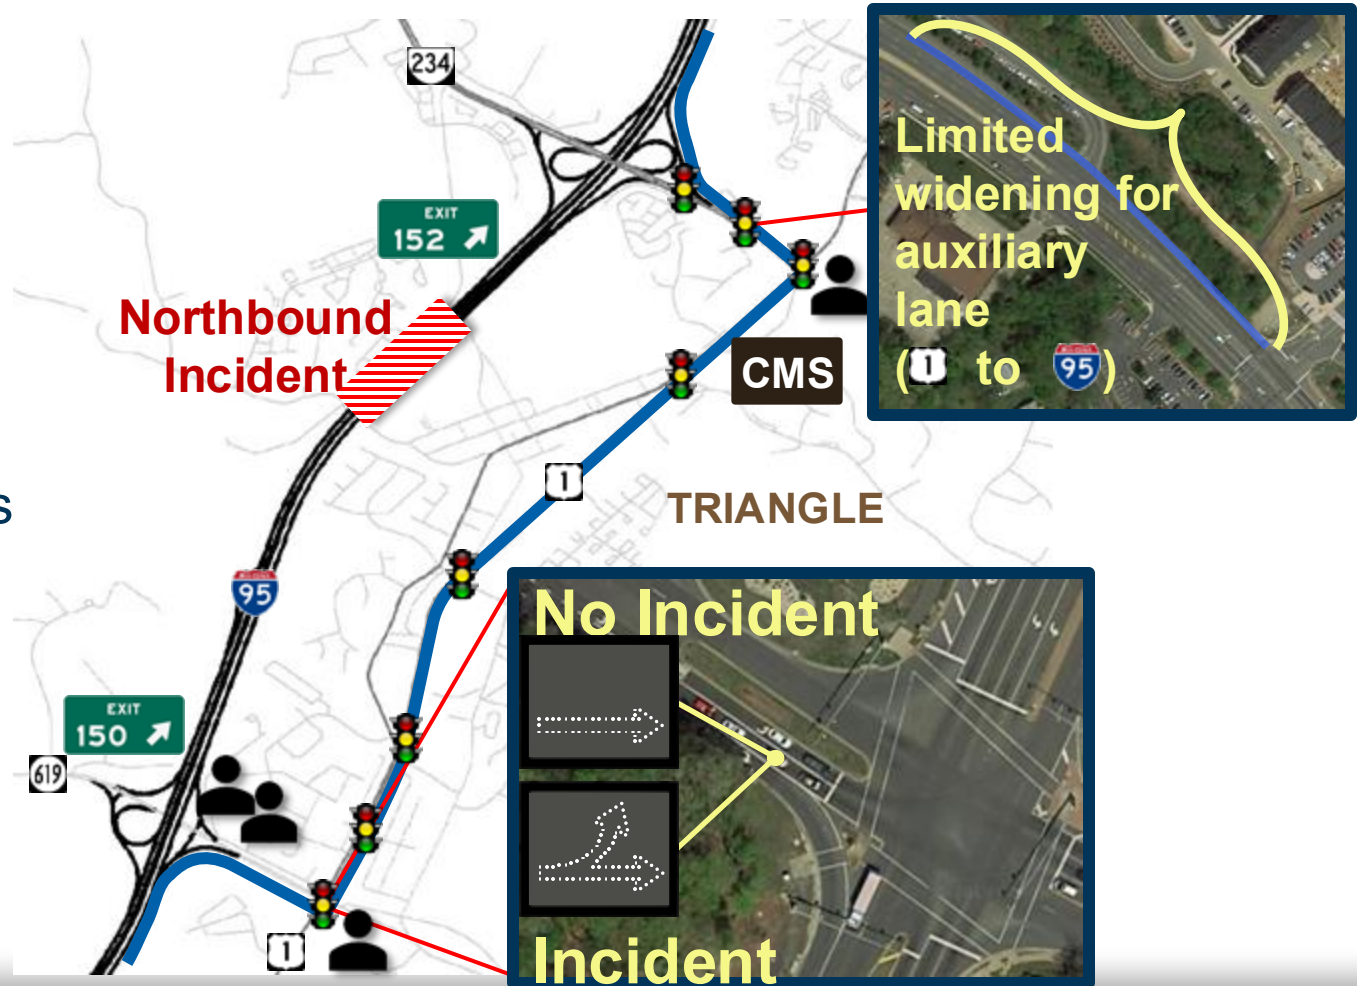 234
EXIT
152
Northbound
Incident
CMS
Limited
widening for
auxiliary
lane
(1 to 95)
1
TRIANGLE
S
95
EXIT
150
619
1
No Incident
Incident